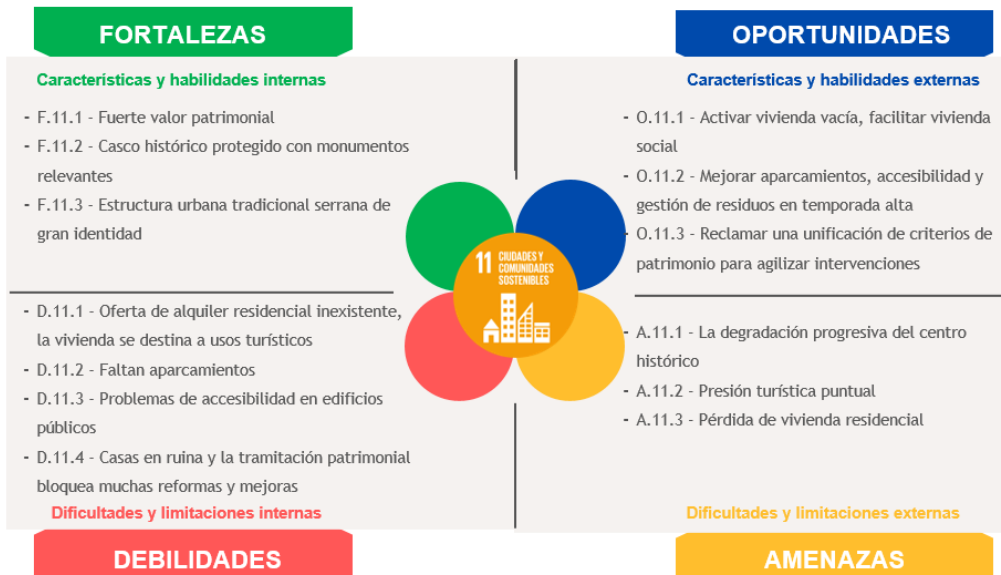 FORTALEZAS
Características y habilidades internas
- F.11.1 - Fuerte valor patrimonial
- F.11.2 - Casco histórico protegido con monumentos
relevantes
- F.11.3 - Estructura urbana tradicional serrana de
gran identidad
OPORTUNIDADES
Características y habilidades externas
- O.11.1 - Activar vivienda vacía, facilitar vivienda
social
- O.11.2 - Mejorar aparcamientos, accesibilidad y
gestión de residuos en temporada alta
- O.11.3 - Reclamar una unificación de criterios de
patrimonio para agilizar intervenciones
11 CIUDADES Y
COMUNIDADES
SOSTENIBLES
- D.11.1 - Oferta de alquiler residencial inexistente,
la vivienda se destina a usos turísticos
- D.11.2 - Faltan aparcamientos
- D.11.3 - Problemas de accesibilidad en edificios
públicos
- D.11.4 - Casas en ruina y la tramitación patrimonial
bloquea muchas reformas y mejoras
Dificultades y limitaciones internas
DEBILIDADES
- A.11.1 - La degradación progresiva del centro
histórico
- A.11.2 - Presión turística puntual
- A.11.3 - Pérdida de vivienda residencial
Dificultades y limitaciones externas
AMENAZAS